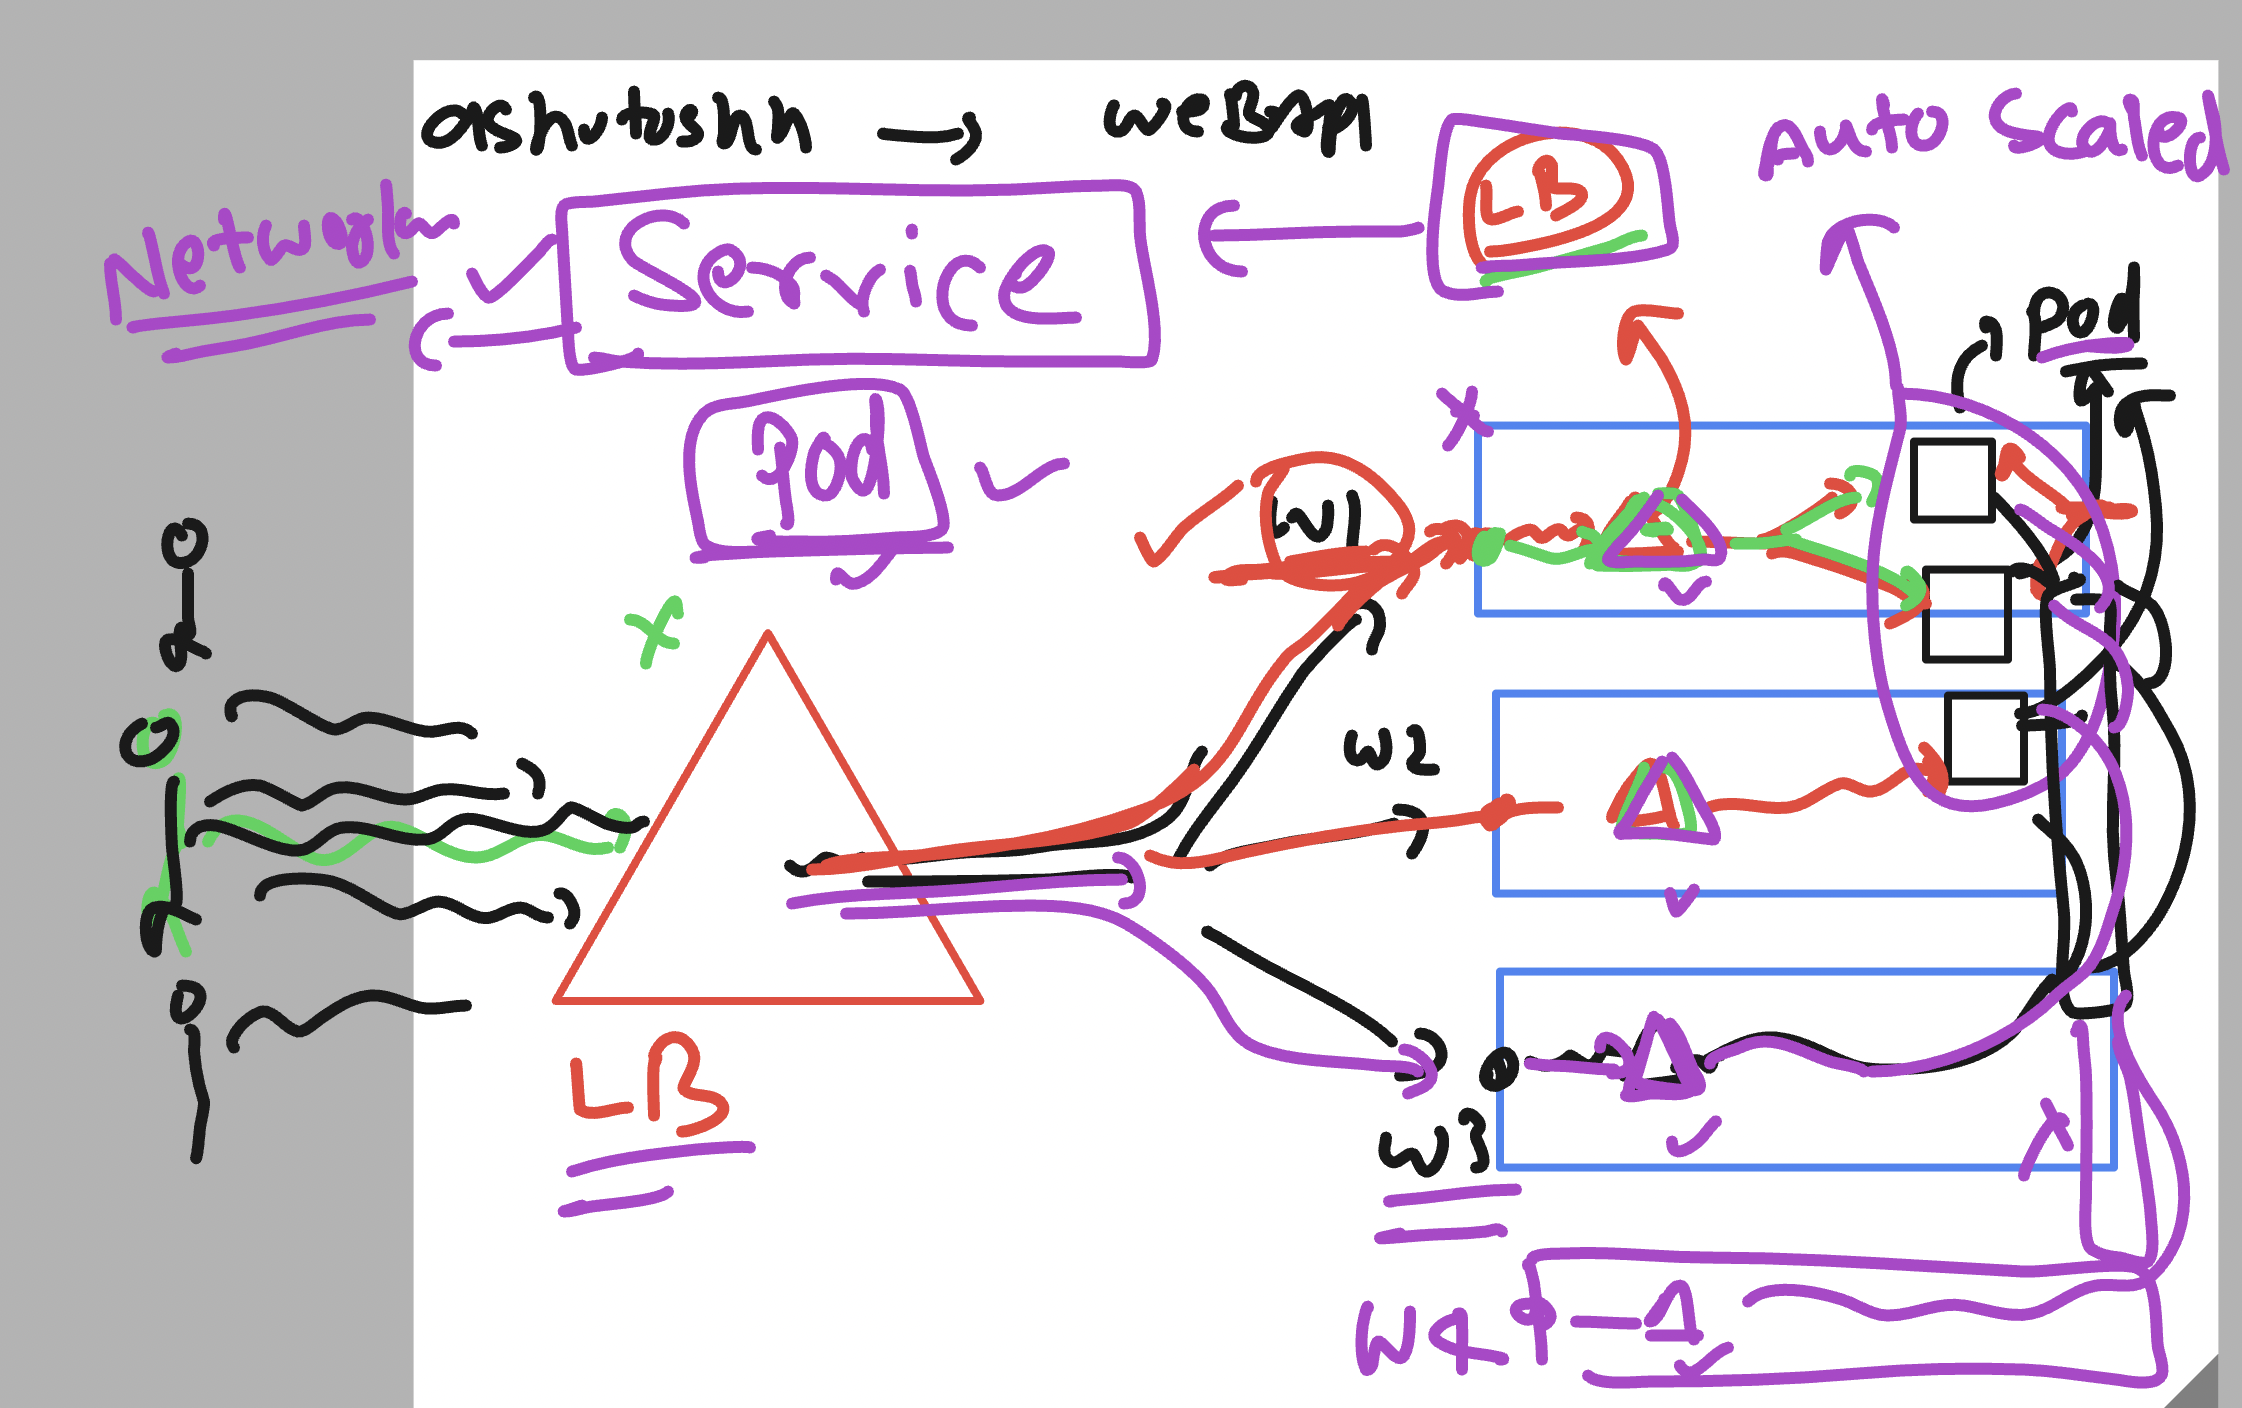 ashutoshh → webapp
LB
Auto Scaled
Network
Service
Pod
Pod
W1
W2
LB
W3
W4